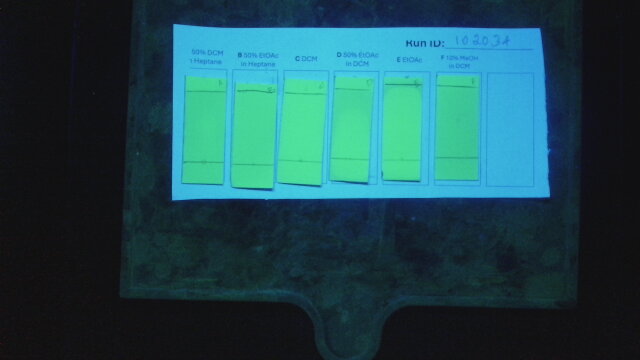 Run ID: 102034
50% DCM
in Heptane
B 50% EtOAc
in Heptane
C DCM
D 50% EtOAc
in DCM
E EtOAc
F 10% MeOH
in DCM
A
B
C
D
E
F